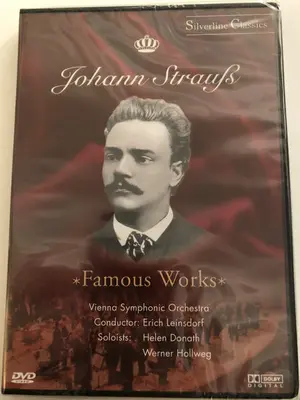 Silverline Classics
Johann Strauß
*Famous Works*
Vienna Symphonic Orchestra
Conductor: Erich Leinsdorf
Soloists: Helen Donath
Werner Hollweg
DVD
DOLBY
DIGITAL